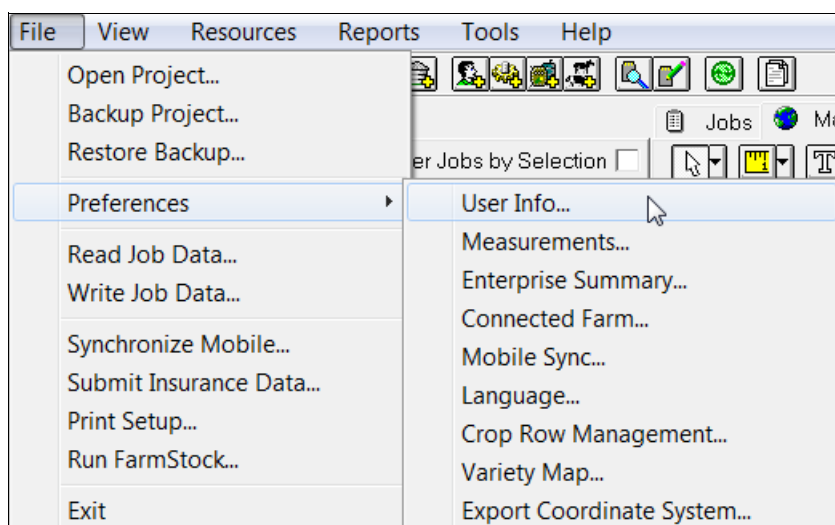 File View Resources Reports Tools Help
Open Project...
Backup Project...
Restore Backup...
Jobs
er Jobs by Selection
Preferences
User Info...
Measurements...
Enterprise Summary...
Connected Farm...
Mobile Sync...
Language...
Crop Row Management...
Variety Map...
Export Coordinate System...
Read Job Data...
Write Job Data...
Synchronize Mobile...
Submit Insurance Data...
Print Setup...
Run FarmStock...
Exit